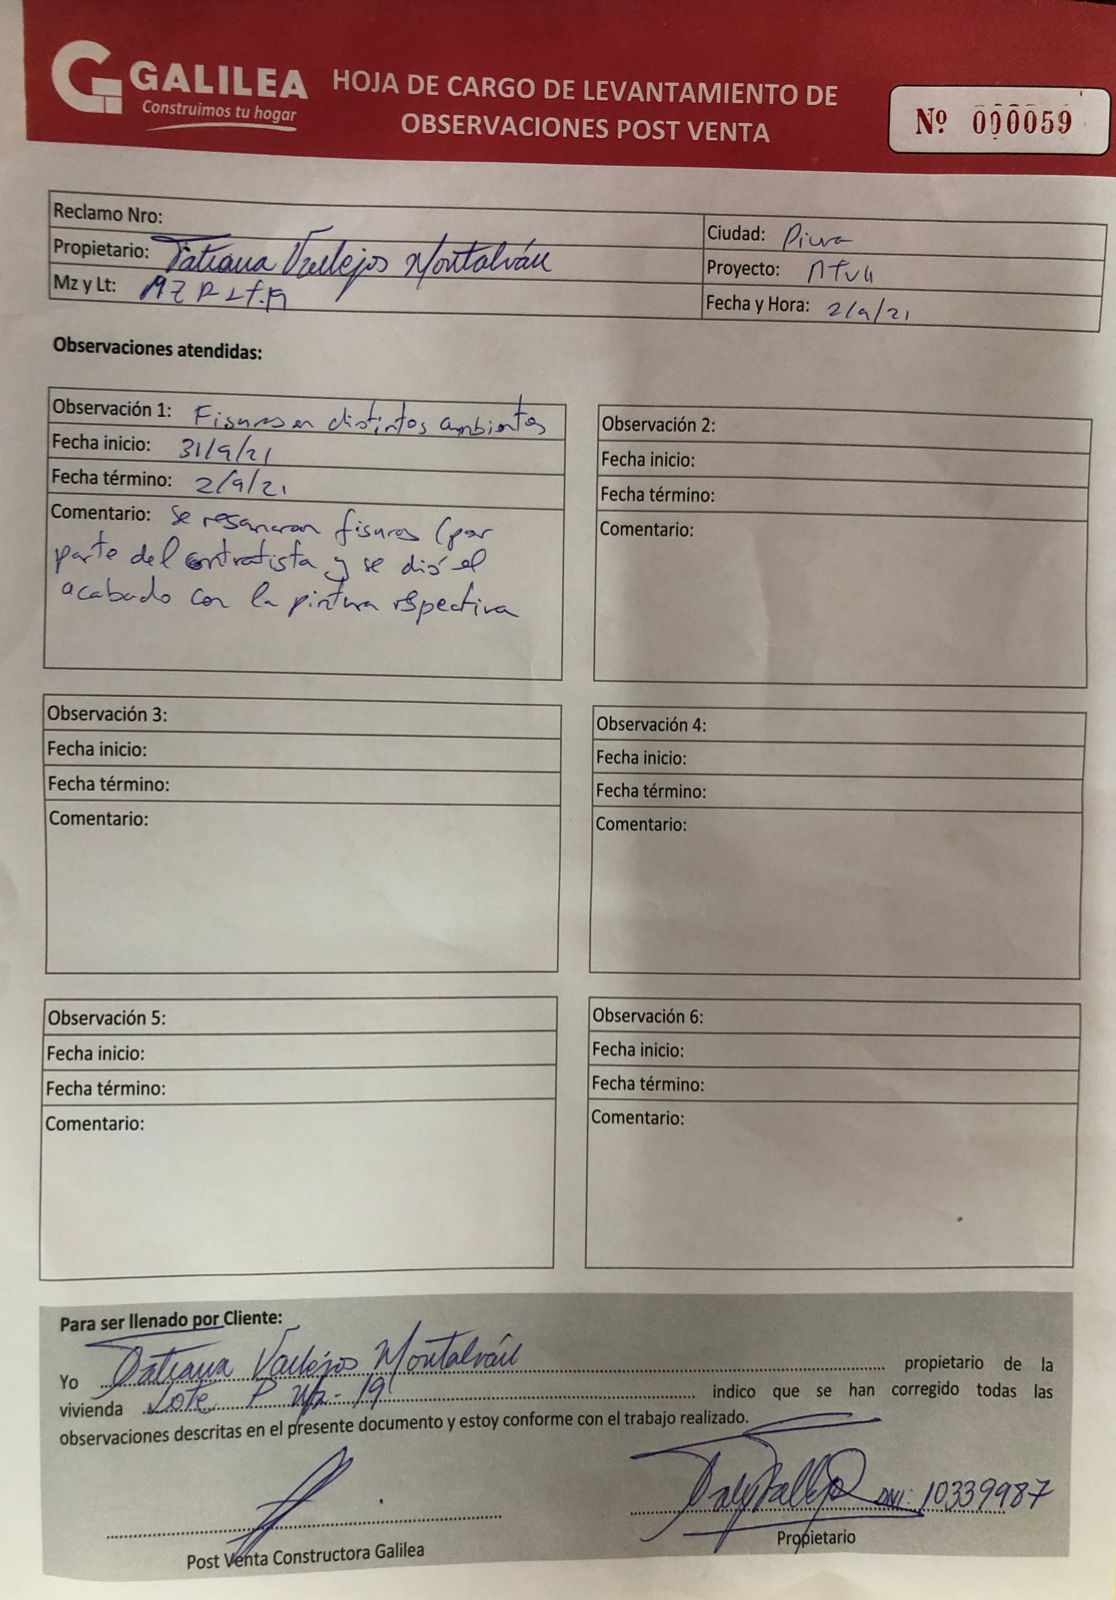 GALILEA
Construimos tu hogar
HOJA DE CARGO DE LEVANTAMIENTO DE
OBSERVACIONES POST VENTA
Nº 000059
Reclamo Nro:
Propietario: Tatiana Vallejos Montalván
Mz y Lt: MZ P Lt. 19
Ciudad: Piura
Proyecto:
Fecha y Hora: 2/9/21
Observaciones atendidas:
Observación 1: Fisuras en distintos ambientes
Fecha inicio: 31/9/21
Fecha término: 2/9/21
Comentario: Se resanaron fisuras (por
parte del contratista y se dió el
acabado con la pintura respectiva
Observación 2:
Fecha inicio:
Fecha término:
Comentario:
Observación 3:
Fecha inicio:
Fecha término:
Comentario:
Observación 4:
Fecha inicio:
Fecha término:
Comentario:
Observación 5:
Fecha inicio:
Fecha término:
Comentario:
Observación 6:
Fecha inicio:
Fecha término:
Comentario:
Para ser llenado por Cliente:
Yo Tatiana Vallejos Montalván propietario de la
vivienda Lote P Mz- 19 indico que se han corregido todas las
observaciones descritas en el presente documento y estoy conforme con el trabajo realizado.
DNI: 10339987
Post Venta Constructora Galilea
Propietario